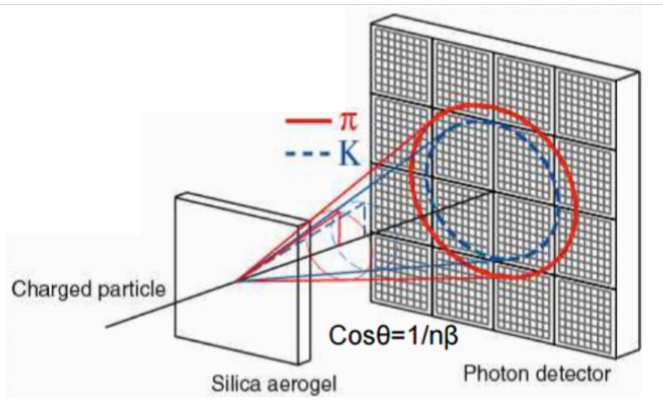 π
K
Charged particle
Cosθ=1/nβ
Silica aerogel
Photon detector